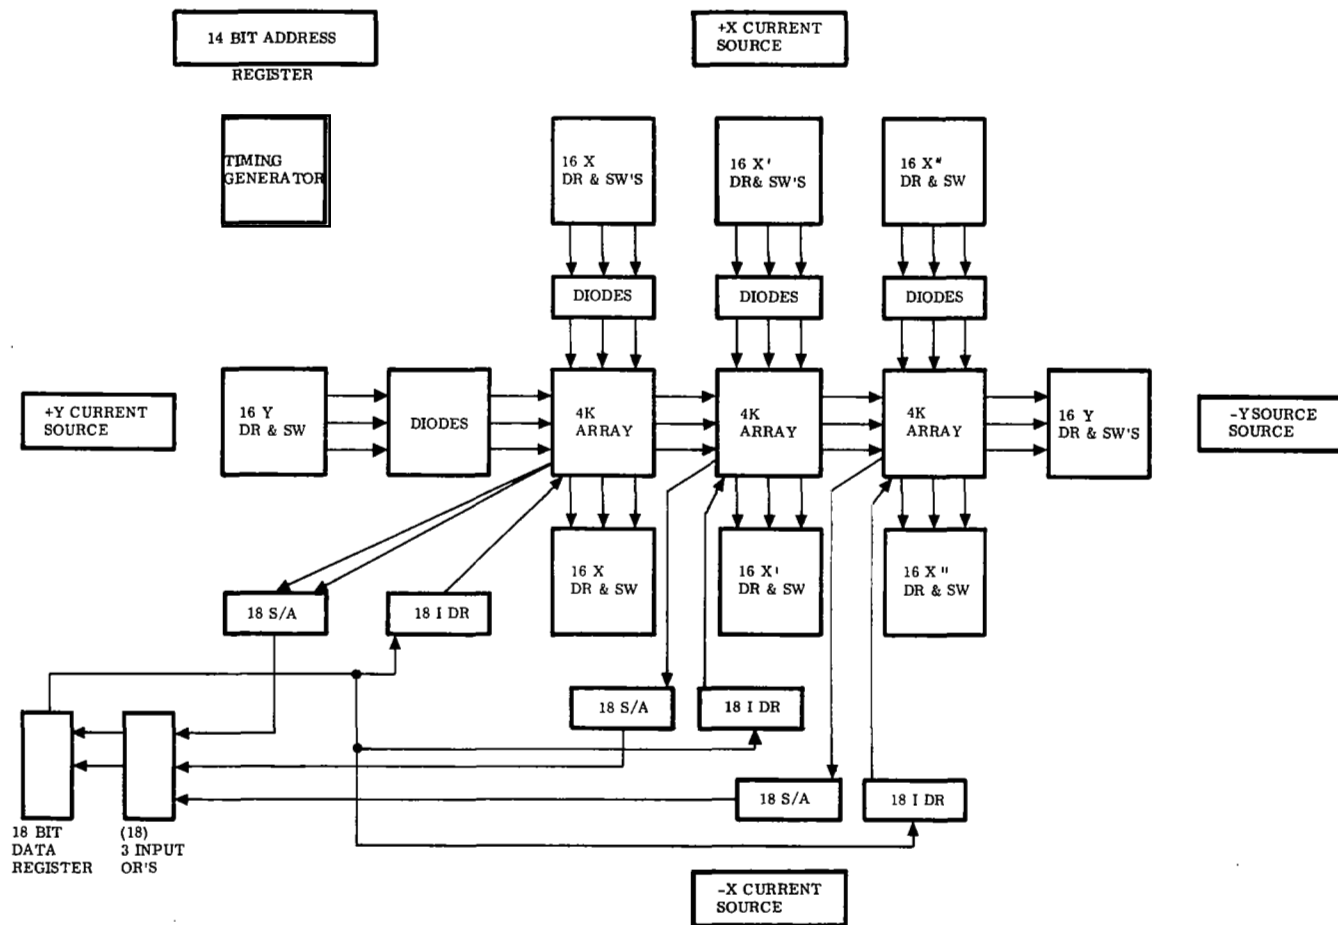 14 BIT ADDRESS
REGISTER
+X CURRENT
SOURCE
TIMING
GENERATOR
16 X
DR & SW'S
16 X'
DR& SW'S
16 X"
DR & SW
DIODES
DIODES
DIODES
+Y CURRENT
SOURCE
16 Y
DR & SW
DIODES
4K
ARRAY
4K
ARRAY
4K
ARRAY
16 Y
DR & SW'S
-Y SOURCE
SOURCE
16 X
DR & SW
16 X'
DR & SW
16 X"
DR & SW
18 S/A
18 I DR
18 S/A
18 I DR
18 S/A
18 I DR
18 BIT
DATA
REGISTER
(18)
3 INPUT
OR'S
-X CURRENT
SOURCE